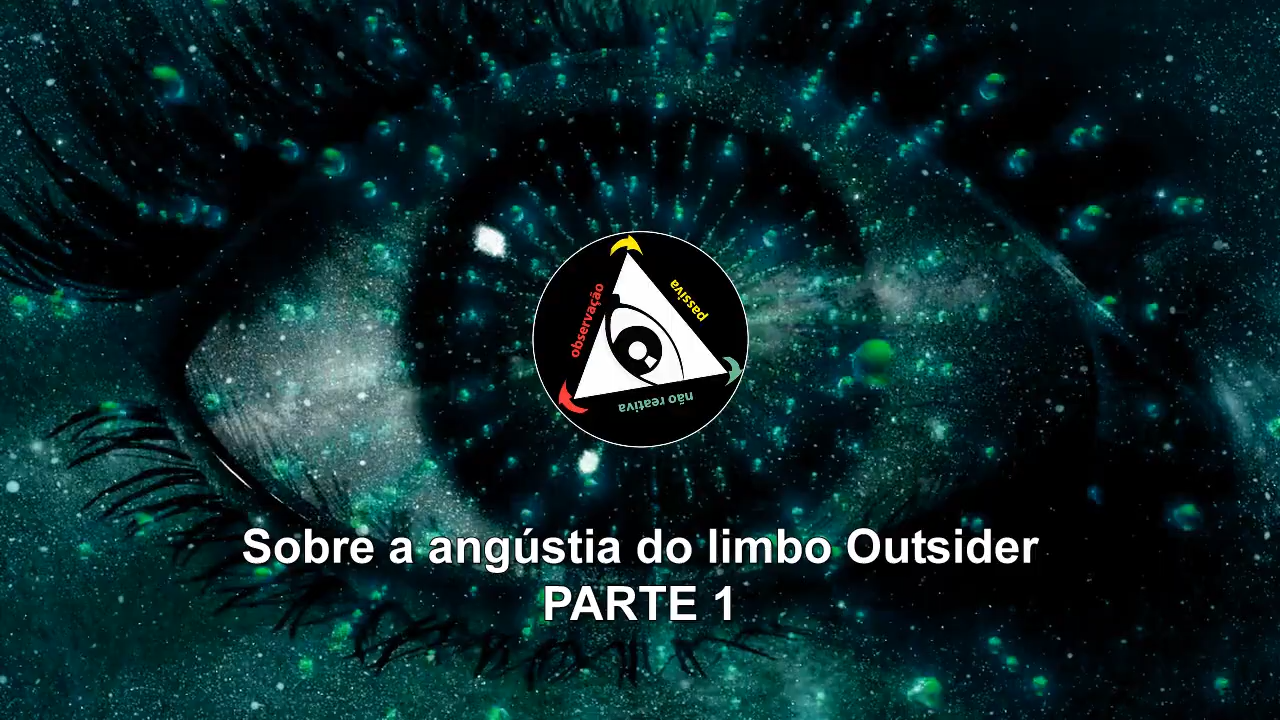 observação
passiva
não reativa
Sobre a angústia do limbo Outsider
PARTE 1